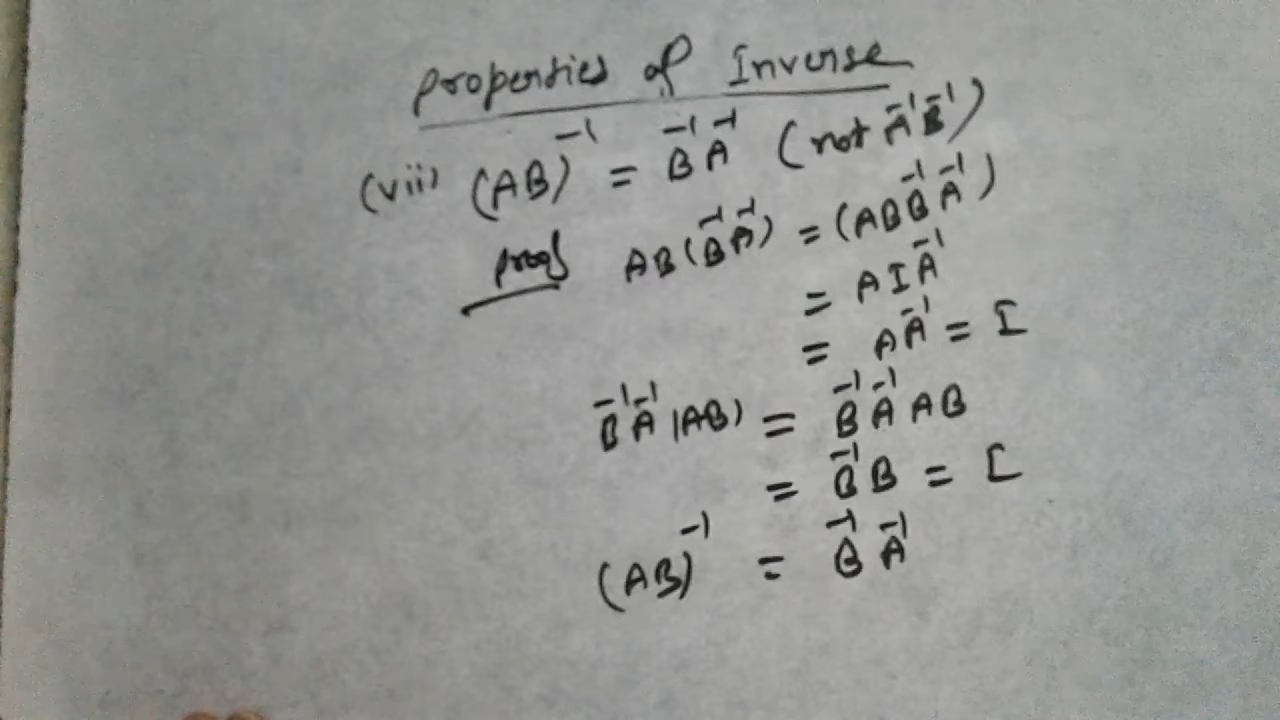 Properties of Inverse
(vii) (AB)⁻¹ = B⁻¹A⁻¹ (not A⁻¹B⁻¹)
Proof AB(B⁻¹A⁻¹) = (ABB⁻¹A⁻¹)
= AIA⁻¹
= AA⁻¹ = I
B⁻¹A⁻¹(AB) = B⁻¹A⁻¹AB
= B⁻¹B = I
(AB)⁻¹ = B⁻¹A⁻¹